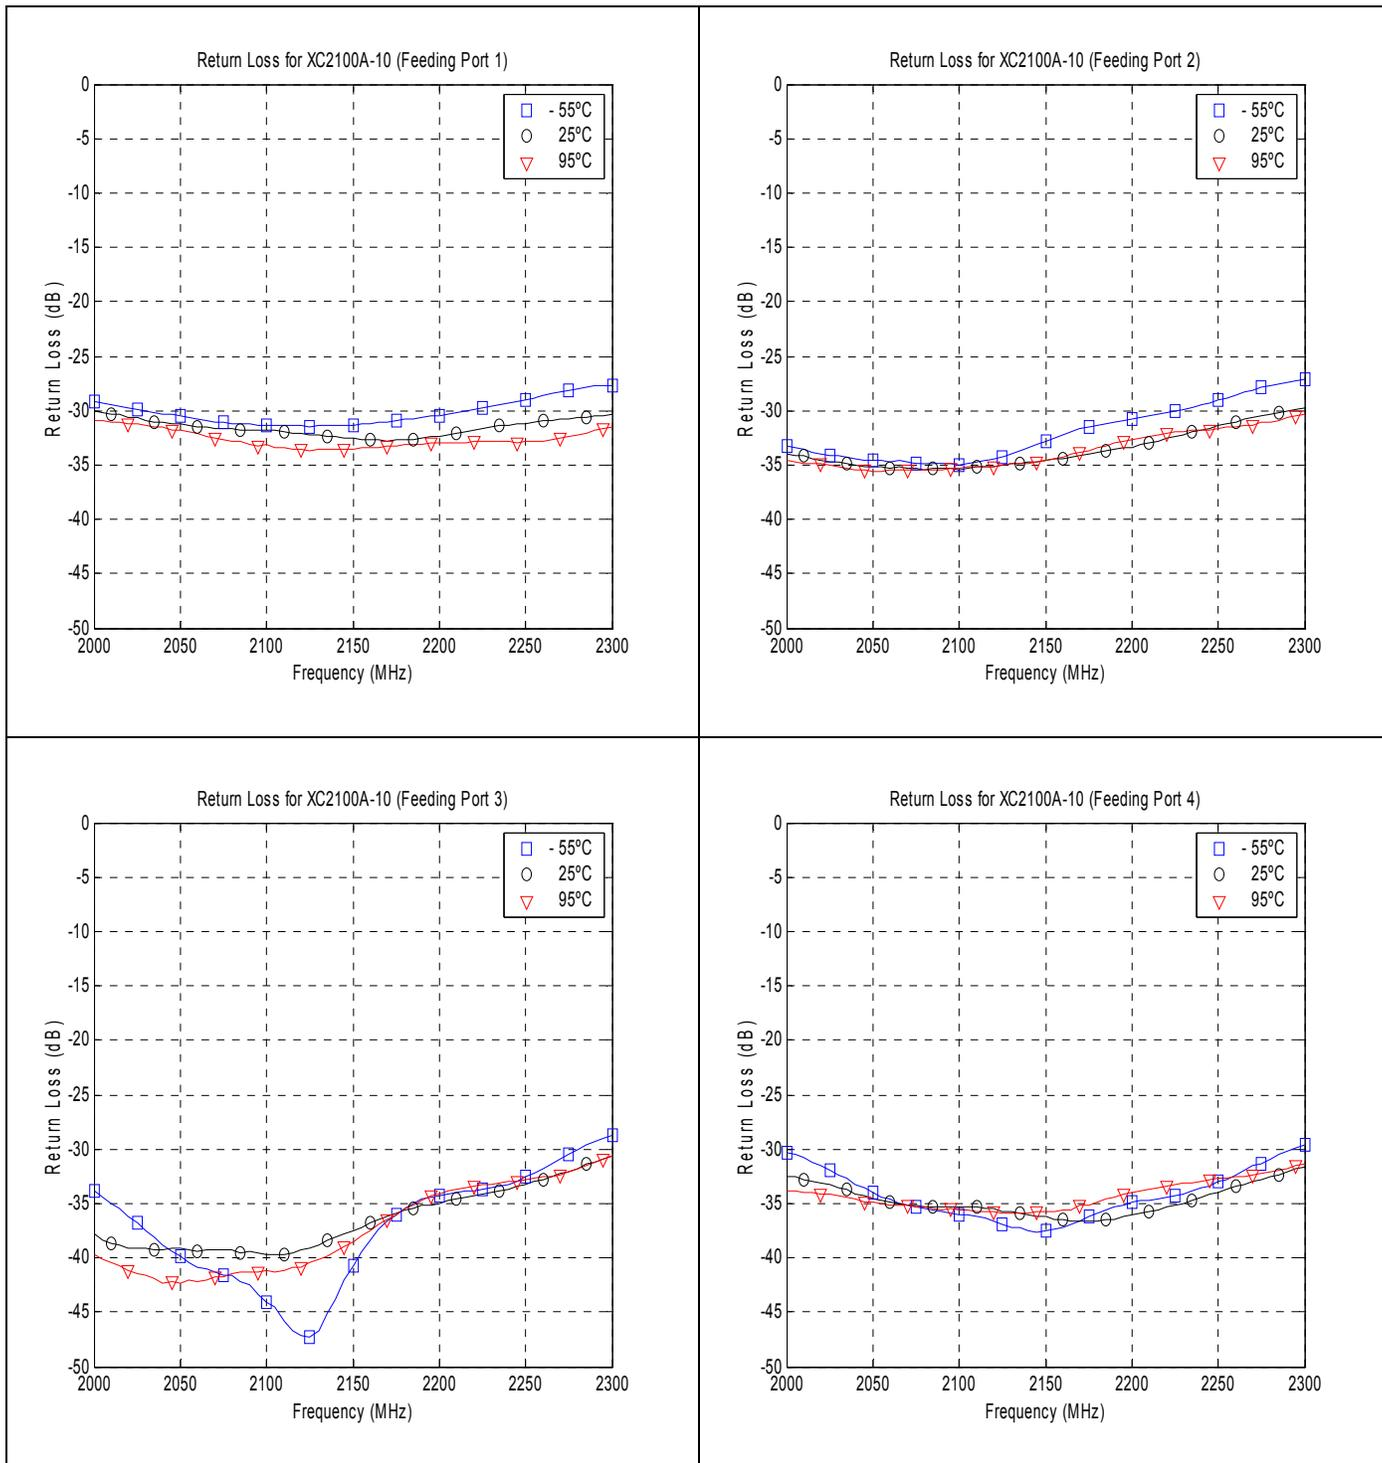 Return Loss for XC2100A-10 (Feeding Port 1)
0
-5
-10
-15
-20
-25
-30
-35
-40
-45
-50
Return Loss (dB)
- 55ºC
25ºC
95ºC
2000 2050 2100 2150 2200 2250 2300
Frequency (MHz)
Return Loss for XC2100A-10 (Feeding Port 2)
0
-5
-10
-15
-20
-25
-30
-35
-40
-45
-50
Return Loss (dB)
- 55ºC
25ºC
95ºC
2000 2050 2100 2150 2200 2250 2300
Frequency (MHz)
Return Loss for XC2100A-10 (Feeding Port 3)
0
-5
-10
-15
-20
-25
-30
-35
-40
-45
-50
Return Loss (dB)
- 55ºC
25ºC
95ºC
2000 2050 2100 2150 2200 2250 2300
Frequency (MHz)
Return Loss for XC2100A-10 (Feeding Port 4)
0
-5
-10
-15
-20
-25
-30
-35
-40
-45
-50
Return Loss (dB)
- 55ºC
25ºC
95ºC
2000 2050 2100 2150 2200 2250 2300
Frequency (MHz)